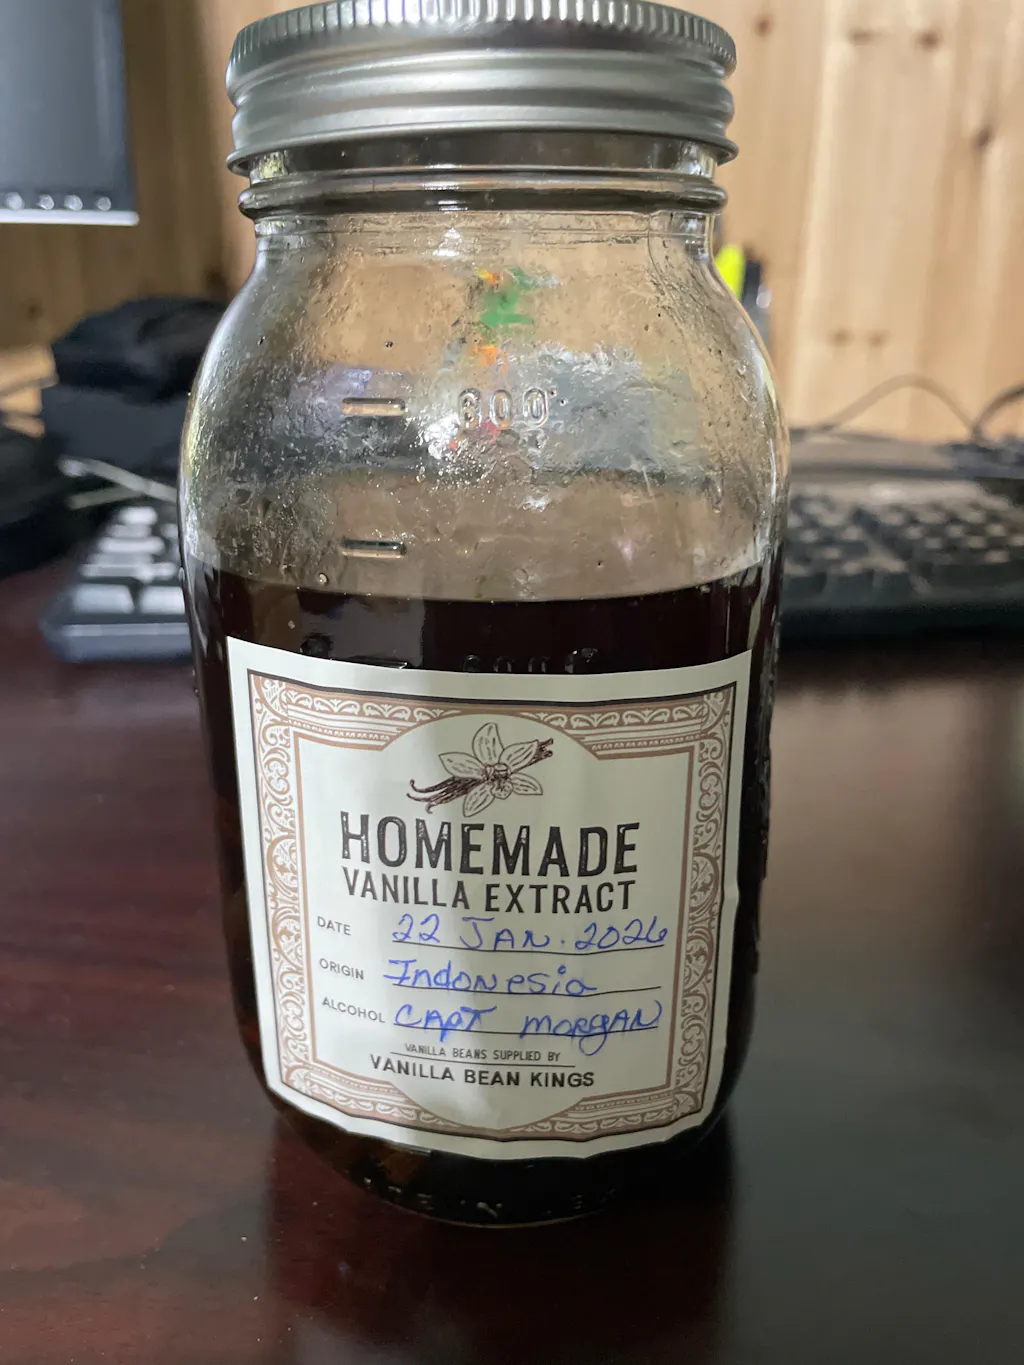 800
600
HOMEMADE
VANILLA EXTRACT
DATE 22 JAN. 2026
ORIGIN Indonesia
ALCOHOL CAPT MORGAN
VANILLA BEANS SUPPLIED BY
VANILLA BEAN KINGS